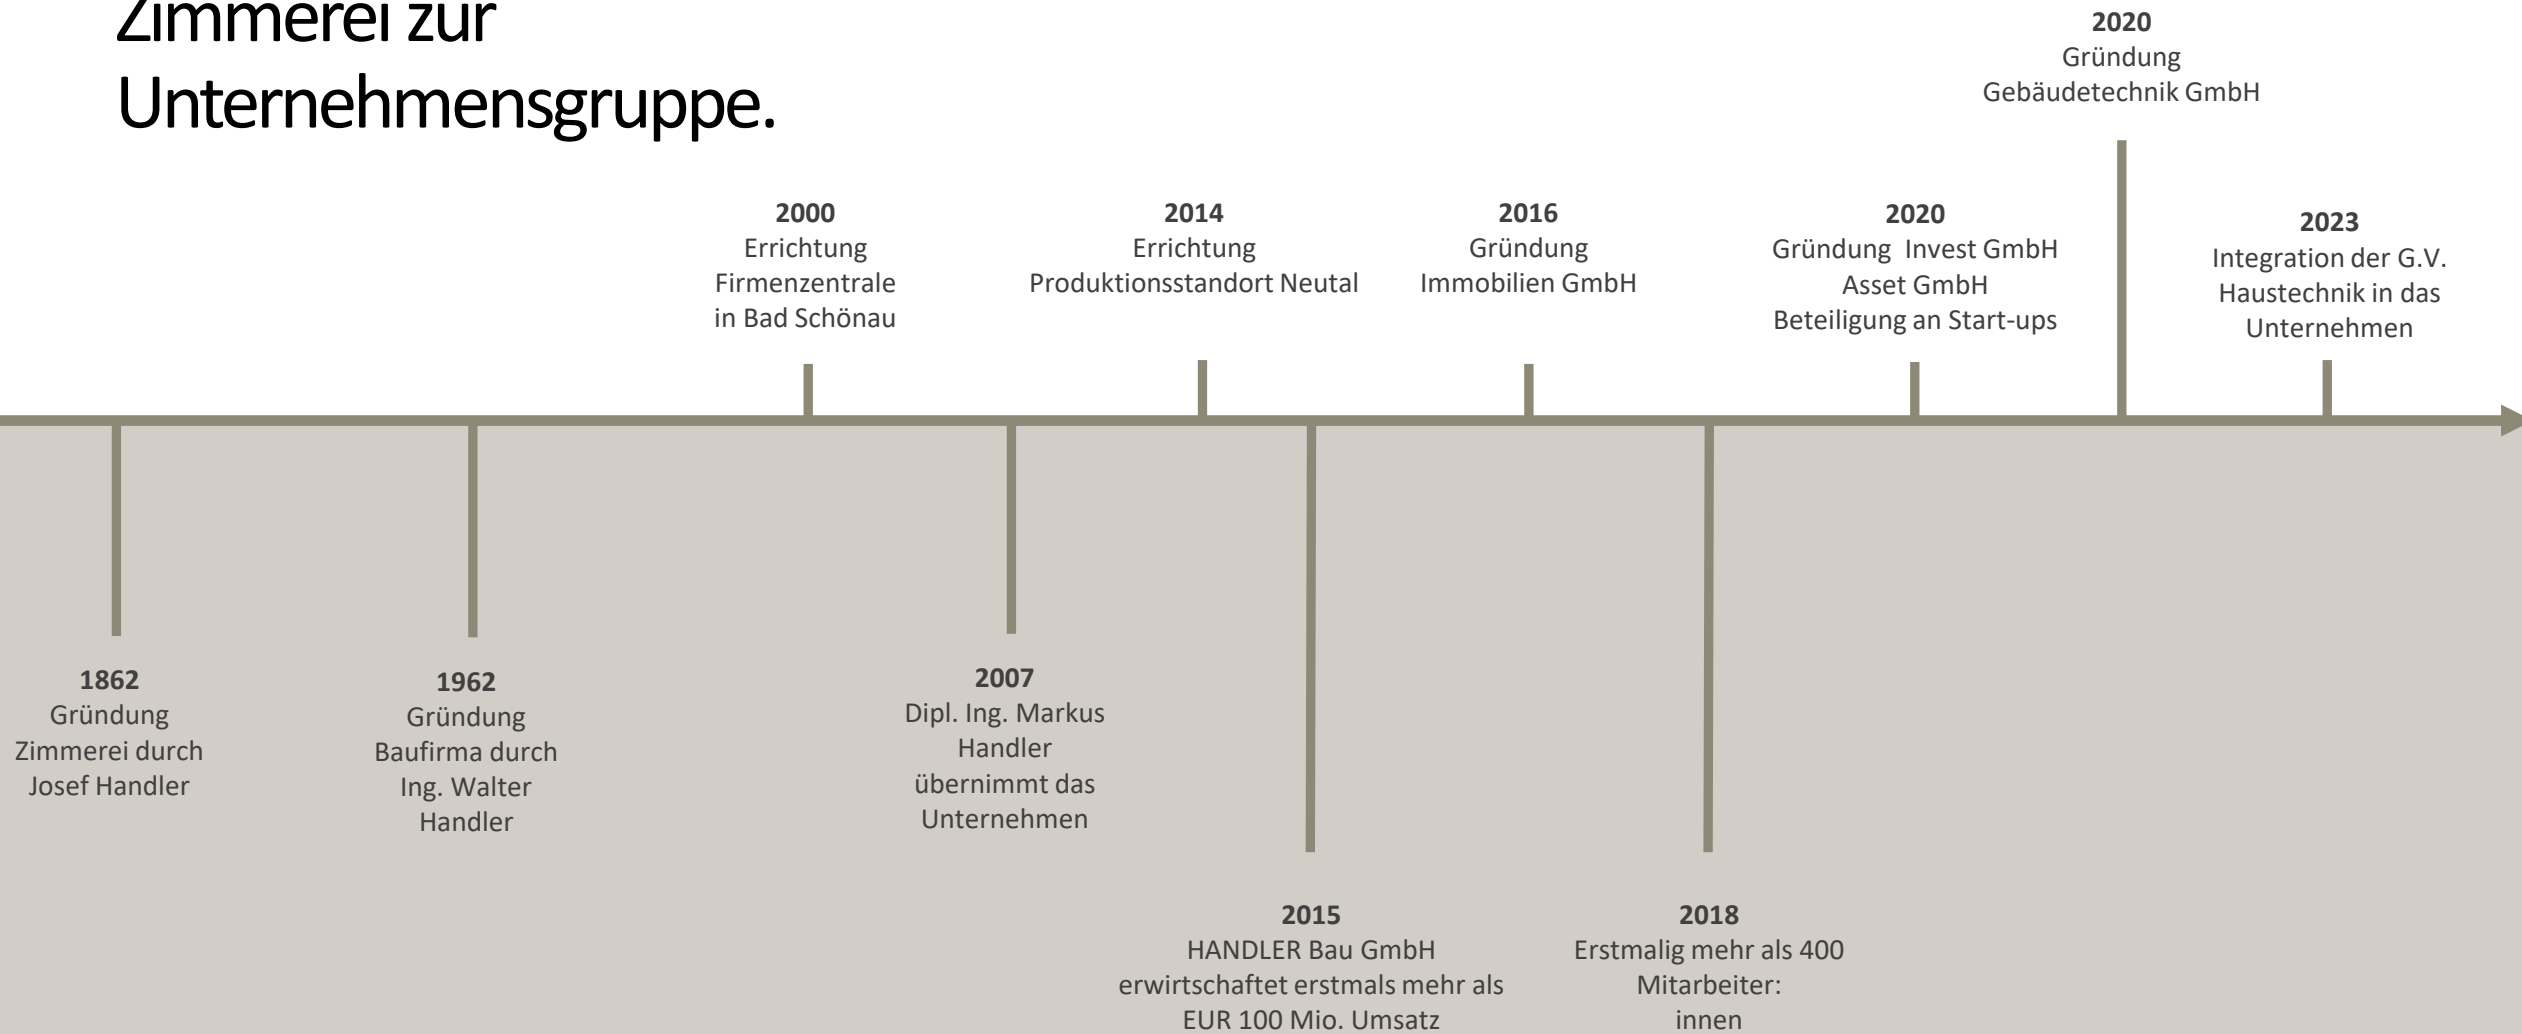 Zimmerei zur
Unternehmensgruppe.
2020
Gründung
Gebäudetechnik GmbH
2000
Errichtung
Firmenzentrale
in Bad Schönau
2014
Errichtung
Produktionsstandort Neutal
2016
Gründung
Immobilien GmbH
2020
Gründung  Invest GmbH
Asset GmbH
Beteiligung an Start-ups
2023
Integration der G.V.
Haustechnik in das
Unternehmen
1862
Gründung
Zimmerei durch
Josef Handler
1962
Gründung
Baufirma durch
Ing. Walter
Handler
2007
Dipl. Ing. Markus
Handler
übernimmt das
Unternehmen
2015
HANDLER Bau GmbH
erwirtschaftet erstmals mehr als
EUR 100 Mio. Umsatz
2018
Erstmalig mehr als 400
Mitarbeiter:
innen